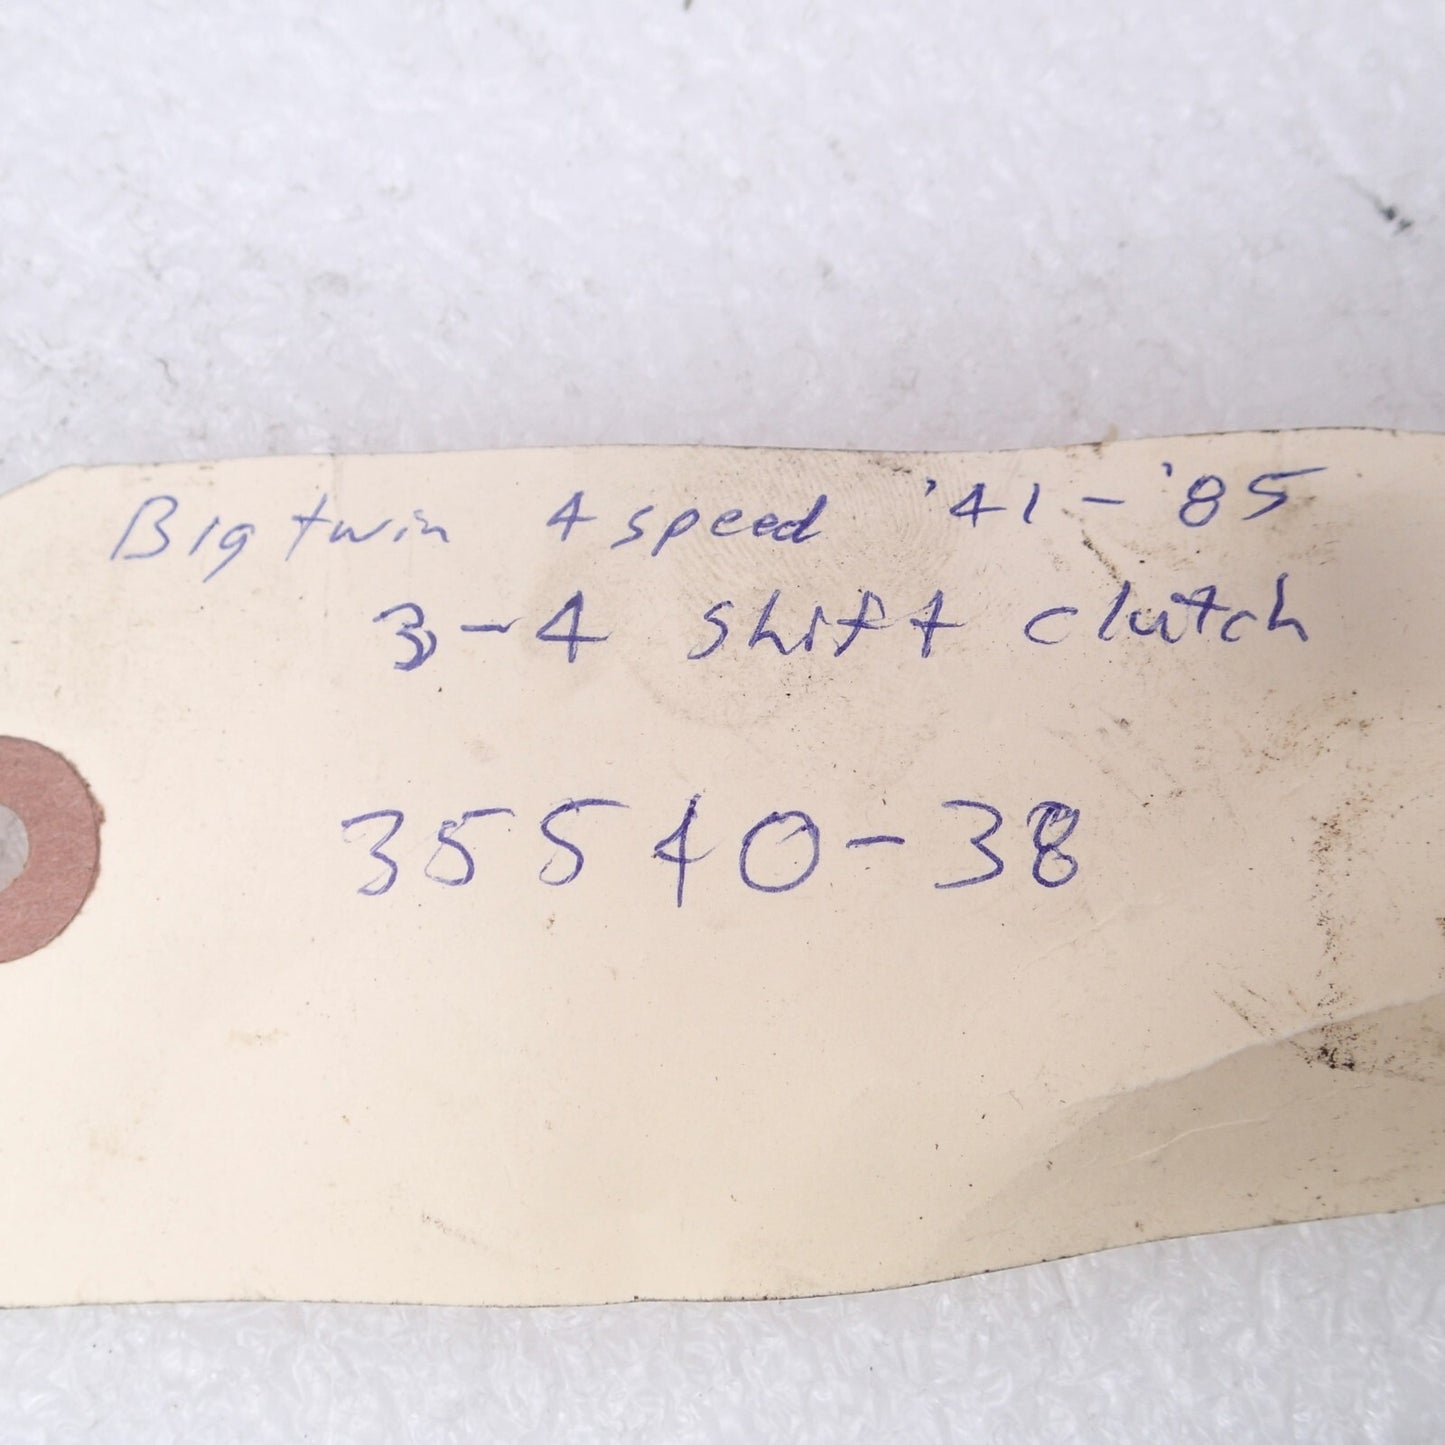 Big twin 4 speed '41-'85
3-4 shift clutch
35540-38